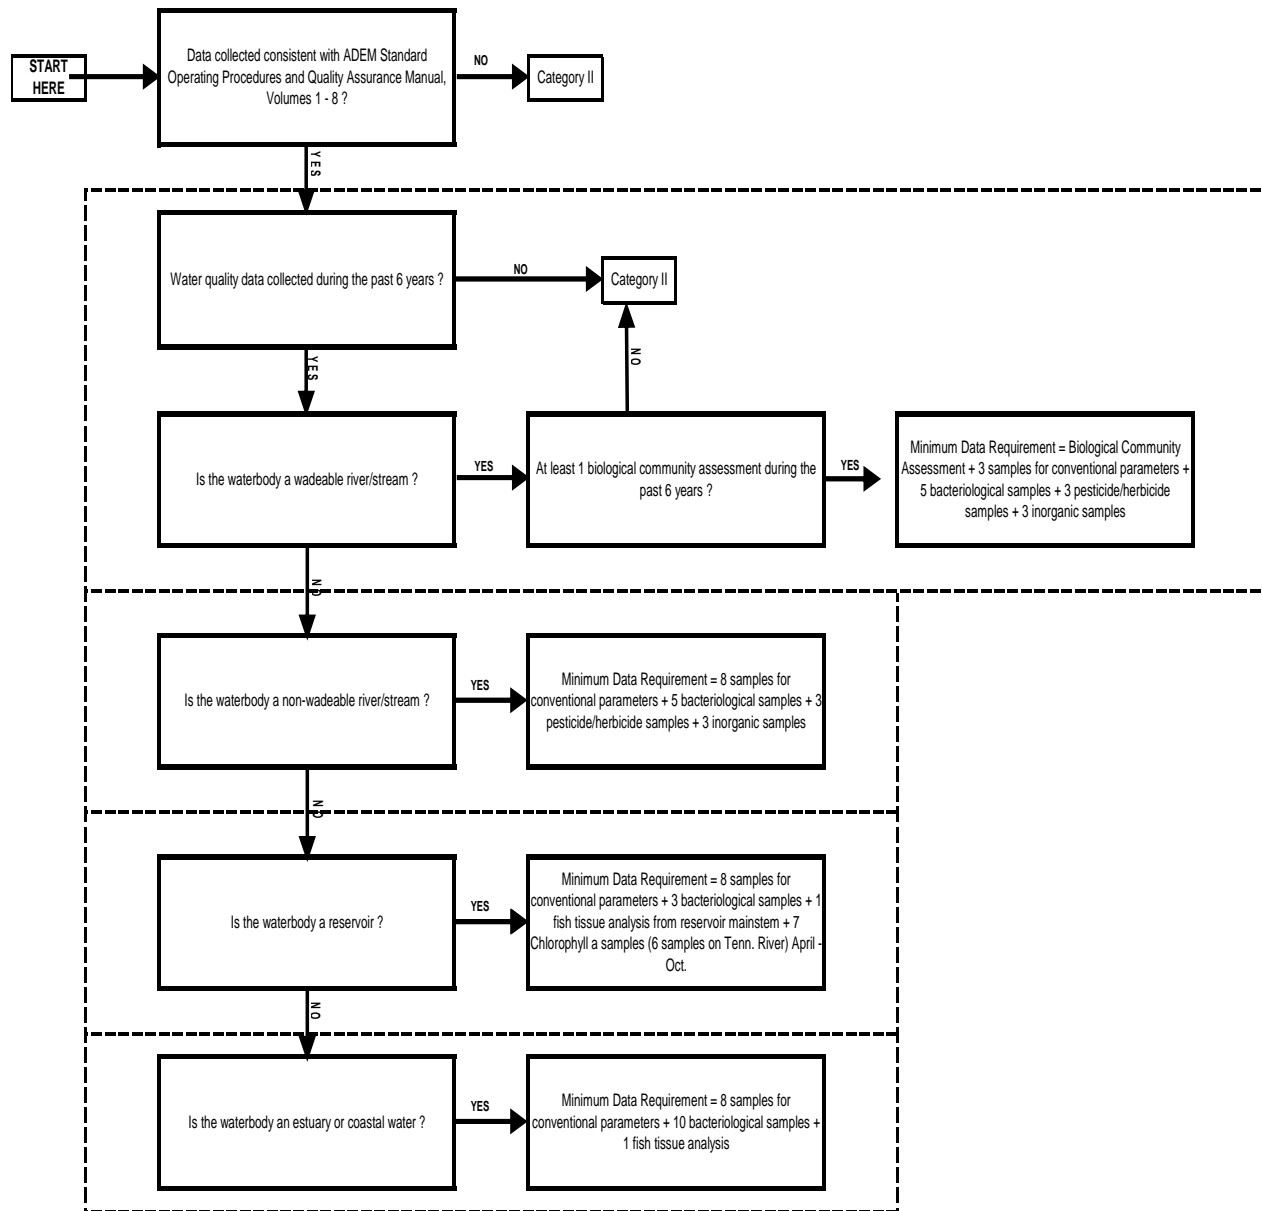 START
HERE
Data collected consistent with ADEM Standard
Operating Procedures and Quality Assurance Manual,
Volumes 1 - 8 ?
NO
Category II
YES
Water quality data collected during the past 6 years ?
NO
Category II
YES
NO
Is the waterbody a wadeable river/stream ?
YES
At least 1 biological community assessment during the
past 6 years ?
YES
Minimum Data Requirement = Biological Community
Assessment + 3 samples for conventional parameters +
5 bacteriological samples + 3 pesticide/herbicide
samples + 3 inorganic samples
NO
Is the waterbody a non-wadeable river/stream ?
YES
Minimum Data Requirement = 8 samples for
conventional parameters + 5 bacteriological samples + 3
pesticide/herbicide samples + 3 inorganic samples
NO
Is the waterbody a reservoir ?
YES
Minimum Data Requirement = 8 samples for
conventional parameters + 3 bacteriological samples + 1
fish tissue analysis from reservoir mainstem + 7
Chlorophyll a samples (6 samples on Tenn. River) April -
Oct.
NO
Is the waterbody an estuary or coastal water ?
YES
Minimum Data Requirement = 8 samples for
conventional parameters + 10 bacteriological samples +
1 fish tissue analysis